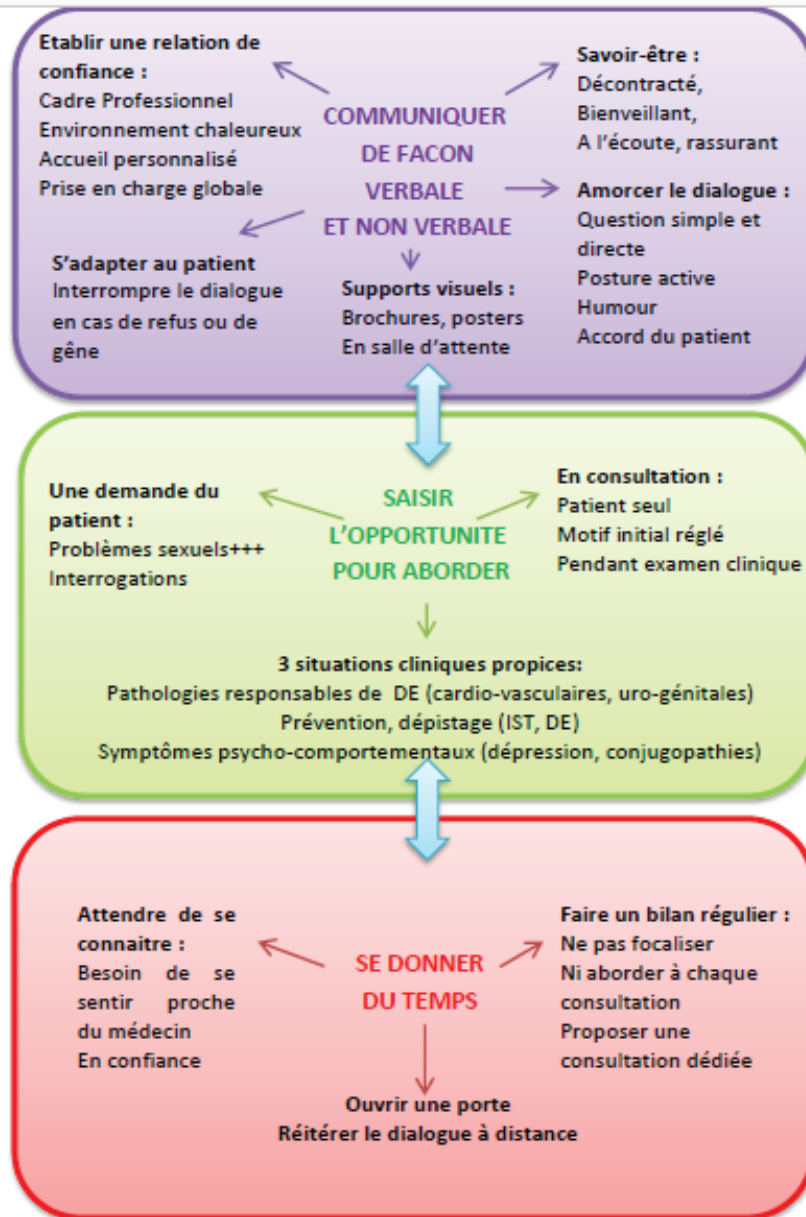 Etablir une relation de
confiance :
Cadre Professionnel
Environnement chaleureux
Accueil personnalisé
Prise en charge globale
COMMUNIQUER
DE FACON
VERBALE
ET NON VERBALE
Savoir-être :
Décontracté,
Bienveillant,
A l'écoute, rassurant
Amorcer le dialogue :
Question simple et
directe
Posture active
Humour
Accord du patient
S'adapter au patient
Interrompre le dialogue
en cas de refus ou de
gêne
Supports visuels :
Brochures, posters
En salle d'attente
Une demande du
patient :
Problèmes sexuels+++
Interrogations
SAISIR
L'OPPORTUNITE
POUR ABORDER
En consultation :
Patient seul
Motif initial réglé
Pendant examen clinique
3 situations cliniques propices:
Pathologies responsables de DE (cardio-vasculaires, uro-génitales)
Prévention, dépistage (IST, DE)
Symptômes psycho-comportementaux (dépression, conjugopathies)
Attendre de se
connaitre :
Besoin de se
sentir proche
du médecin
En confiance
SE DONNER
DU TEMPS
Faire un bilan régulier :
Ne pas focaliser
Ni aborder à chaque
consultation
Proposer une
consultation dédiée
Ouvrir une porte
Réitérer le dialogue à distance